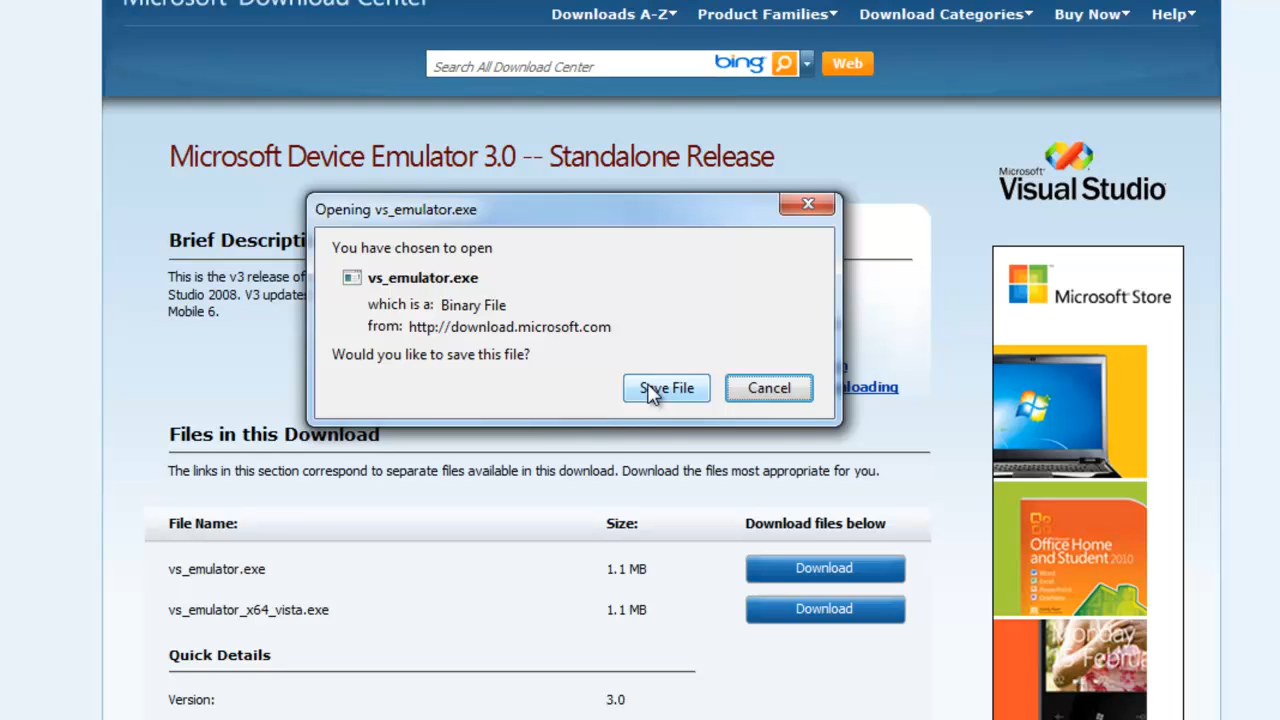 Microsoft Download Center
Downloads A-Z Product Families Download Categories Buy Now Help
Search All Download Center bing Web
Microsoft Device Emulator 3.0 -- Standalone Release
Microsoft
Visual Studio
Opening vs_emulator.exe
You have chosen to open
vs_emulator.exe
which is a: Binary File
from: http://download.microsoft.com
Would you like to save this file?
Save File Cancel
Brief Descripti
This is the v3 release of
Studio 2008. V3 update
Mobile 6.
loading
Microsoft Store
Files in this Download
The links in this section correspond to separate files available in this download. Download the files most appropriate for you.
File Name: Size: Download files below
vs_emulator.exe 1.1 MB Download
vs_emulator_x64_vista.exe 1.1 MB Download
Quick Details
Version: 3.0
Office Home
and Student 2010
Word
Excel
PowerPoint
OneNote
Monday
Februa